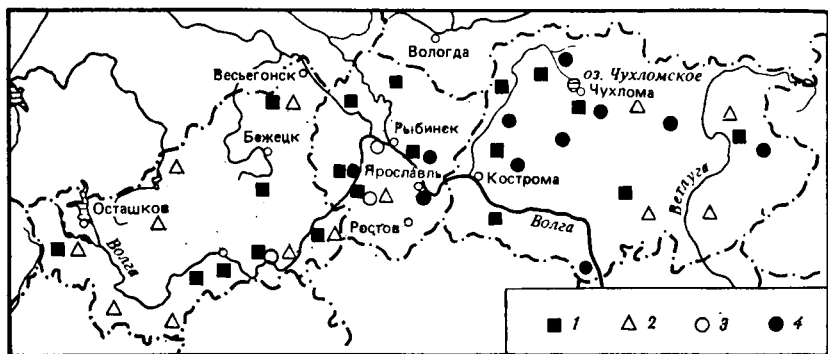 Вологда
Весьегонск
оз. Чухломское
Чухлома
Рыбинск
Бежецк
Ярославль
Кострома
Осташков
Волга
Ростов
Волга
Ветлуга
1 2 3 4